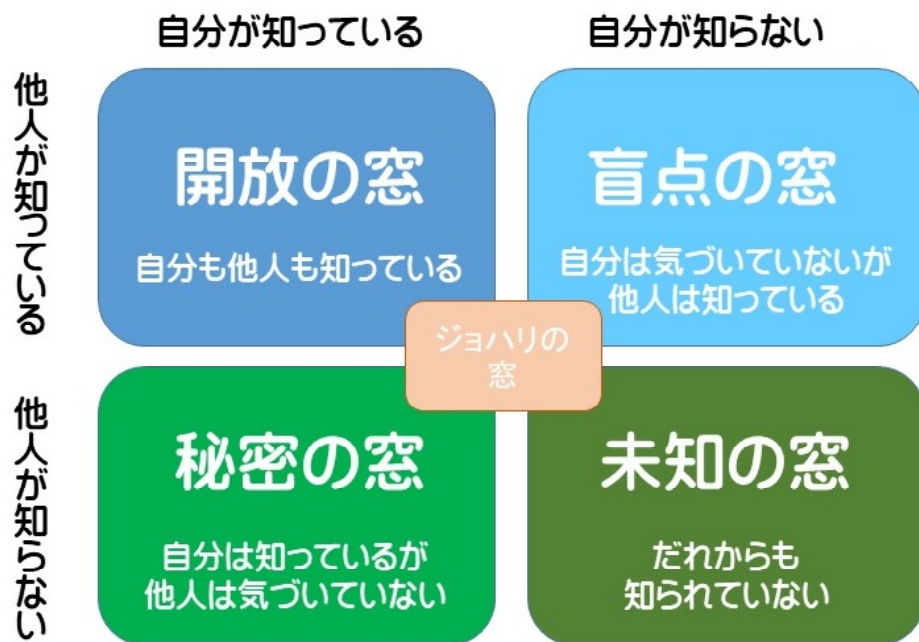 自分が知っている
自分が知らない
他人が知っている
開放の窓
自分も他人も知っている
盲点の窓
自分は気づいていないが
他人は知っている
ジョハリの
窓
他人が知らない
秘密の窓
自分は知っているが
他人は気づいていない
未知の窓
だれからも
知られていない